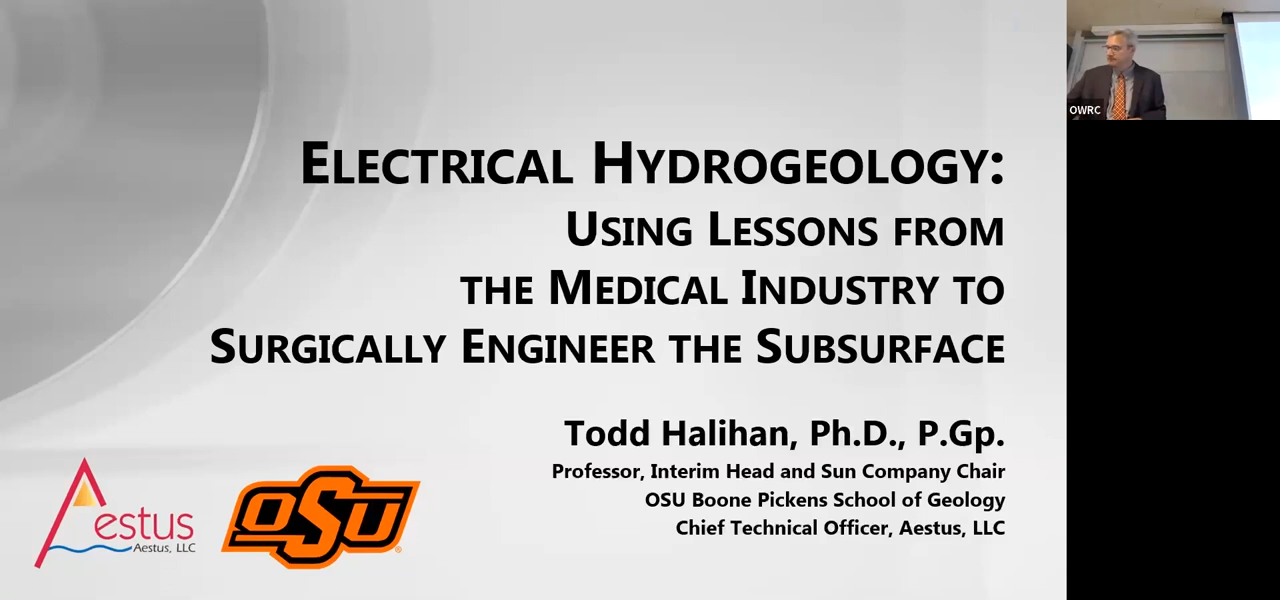 ELECTRICAL HYDROGEOLOGY:
USING LESSONS FROM
THE MEDICAL INDUSTRY TO
SURGICALLY ENGINEER THE SUBSURFACE
Todd Halihan, Ph.D., P.Gp.
Professor, Interim Head and Sun Company Chair
OSU Boone Pickens School of Geology
Chief Technical Officer, Aestus, LLC
Aestus
Aestus, LLC
OSU
OWRC